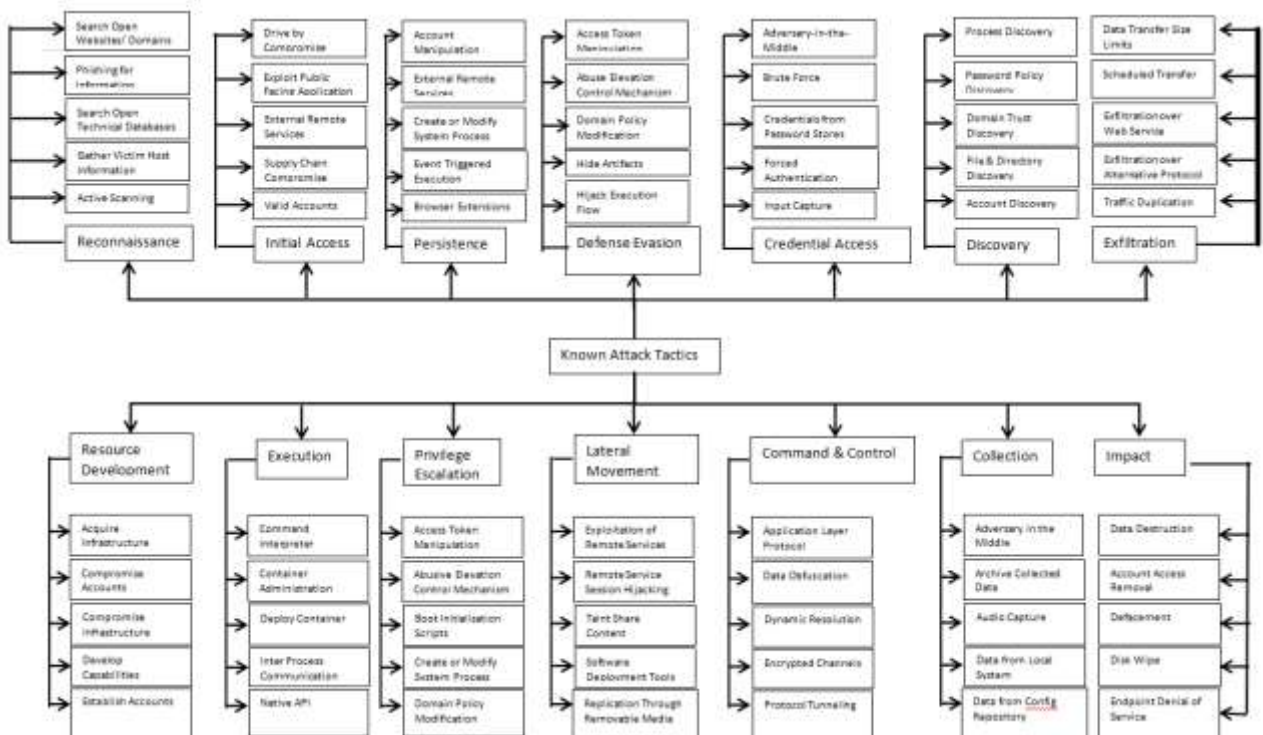 Search Open
Websites/ Domains
Phishing for
Information
Search Open
Technical Databases
Gather Victim Host
Information
Active Scanning
Reconnaissance
Drive by
Compromise
Exploit Public
Facing Application
External Remote
Services
Supply Chain
Compromise
Valid Accounts
Initial Access
Account
Manipulation
External Remote
Services
Create or Modify
System Process
Event Triggered
Execution
Browser Extensions
Persistence
Access Token
Manipulation
Abuse Elevation
Control Mechanism
Domain Policy
Modification
Hide Artifacts
Hijack Execution
Flow
Defense Evasion
Adversary-in-the-
Middle
Brute Force
Credentials from
Password Stores
Forced
Authentication
Input Capture
Credential Access
Process Discovery
Password Policy
Discovery
Domain Trust
Discovery
File & Directory
Discovery
Account Discovery
Discovery
Data Transfer Size
Limits
Scheduled Transfer
Exfiltration over
Web Service
Exfiltration over
Alternative Protocol
Traffic Duplication
Exfiltration
Known Attack Tactics
Resource
Development
Acquire
Infrastructure
Compromise
Accounts
Compromise
Infrastructure
Develop
Capabilities
Establish Accounts
Execution
Command
Interpreter
Container
Administration
Deploy Container
Inter Process
Communication
Native API
Privilege
Escalation
Access Token
Manipulation
Abusive Elevation
Control Mechanism
Boot Initialization
Scripts
Create or Modify
System Process
Domain Policy
Modification
Lateral
Movement
Exploitation of
Remote Services
Remote Service
Session Hijacking
Taint Share
Content
Software
Deployment Tools
Replication Through
Removable Media
Command & Control
Application Layer
Protocol
Data Obfuscation
Dynamic Resolution
Encrypted Channels
Protocol Tunneling
Collection
Adversary in the
Middle
Archive Collected
Data
Audio Capture
Data from Local
System
Data from Config
Repository
Impact
Data Destruction
Account Access
Removal
Defacement
Disk Wipe
Endpoint Denial of
Service